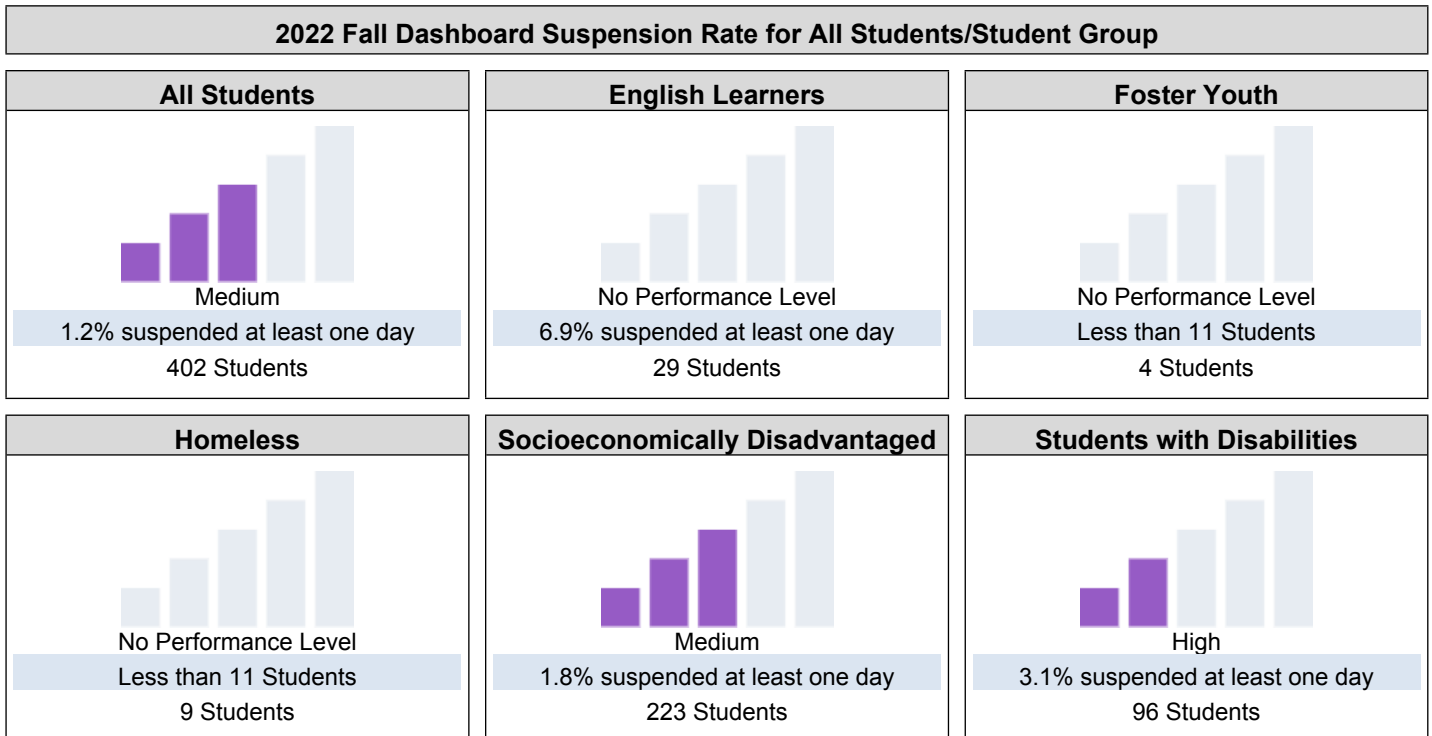 2022 Fall Dashboard Suspension Rate for All Students/Student Group
All Students
Medium
1.2% suspended at least one day
402 Students
English Learners
No Performance Level
6.9% suspended at least one day
29 Students
Foster Youth
No Performance Level
Less than 11 Students
4 Students
Homeless
No Performance Level
Less than 11 Students
9 Students
Socioeconomically Disadvantaged
Medium
1.8% suspended at least one day
223 Students
Students with Disabilities
High
3.1% suspended at least one day
96 Students